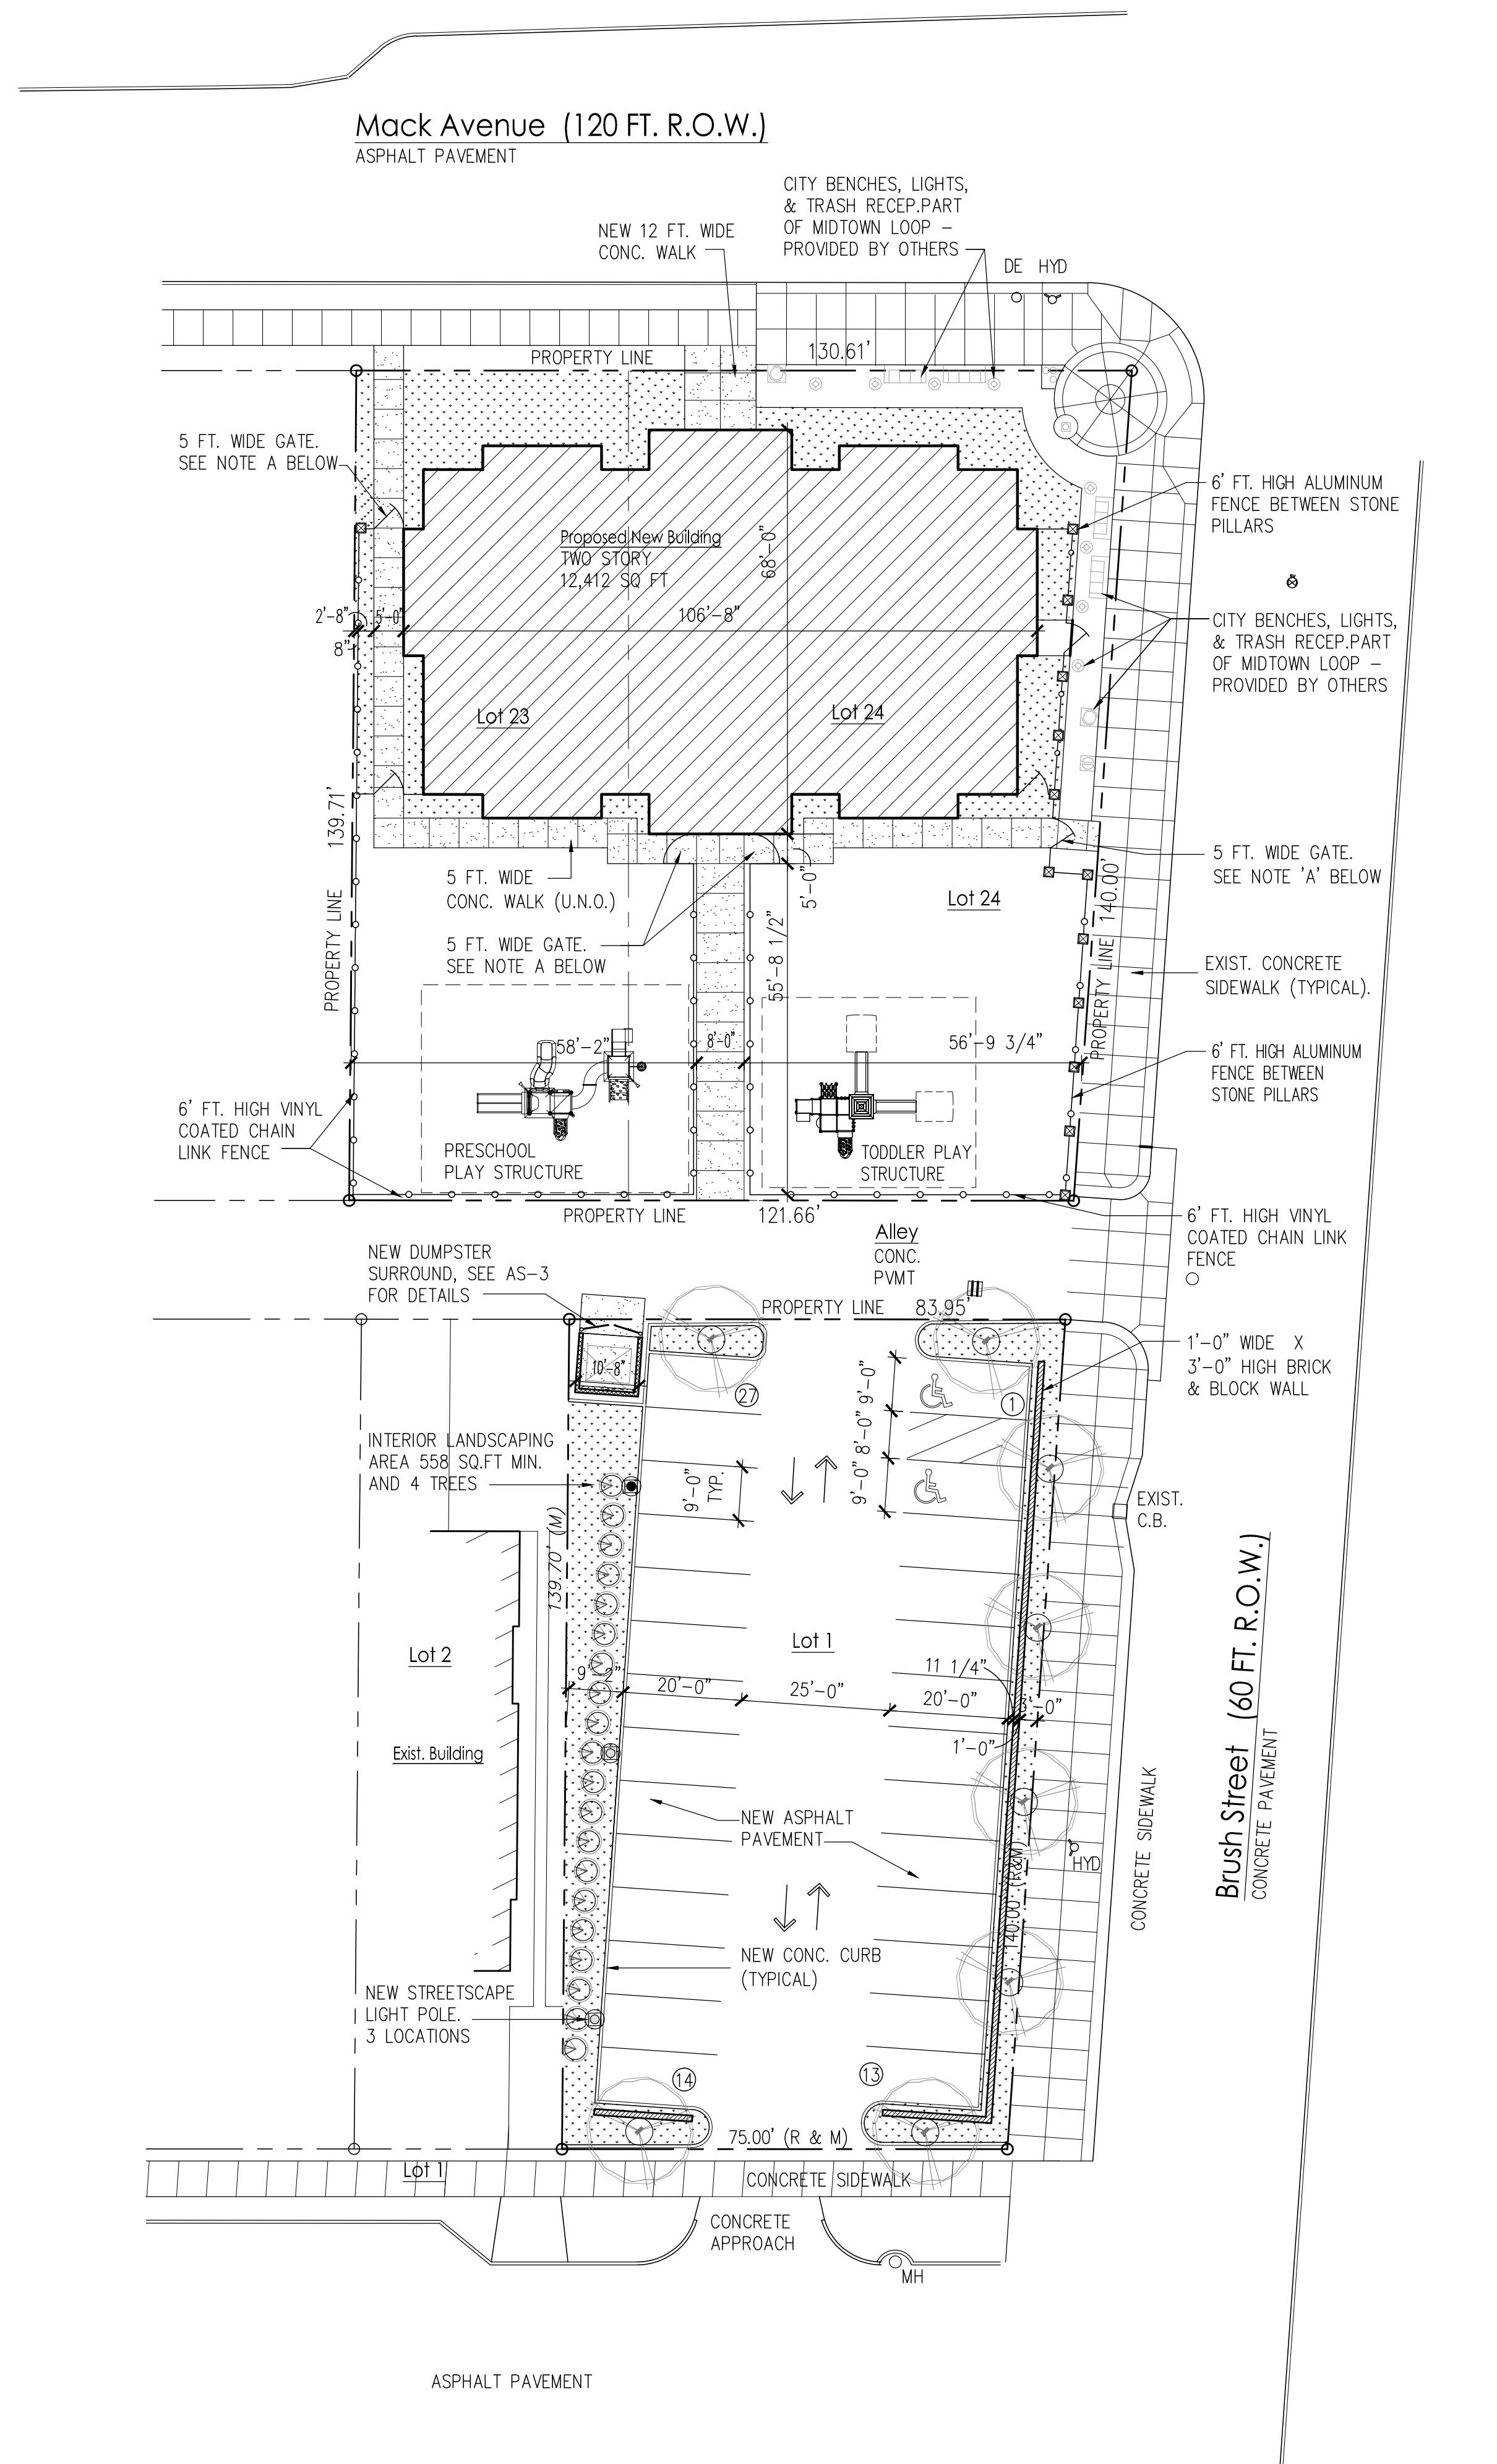 Mack Avenue (120 FT. R.O.W.)
ASPHALT PAVEMENT
CITY BENCHES, LIGHTS,
& TRASH RECEP.PART
OF MIDTOWN LOOP –
PROVIDED BY OTHERS
NEW 12 FT. WIDE
CONC. WALK
DE HYD
PROPERTY LINE
130.61'
5 FT. WIDE GATE.
SEE NOTE A BELOW
6' FT. HIGH ALUMINUM
FENCE BETWEEN STONE
PILLARS
Proposed New Building
TWO STORY
12,412 SQ FT
68'-0"
2'-8"
5'-0"
106'-8"
8"
CITY BENCHES, LIGHTS,
& TRASH RECEP.PART
OF MIDTOWN LOOP –
PROVIDED BY OTHERS
Lot 23
Lot 24
139.71'
PROPERTY LINE
5 FT. WIDE
CONC. WALK (U.N.O.)
5'-0"
5 FT. WIDE GATE.
SEE NOTE 'A' BELOW
Lot 24
140.00'
PROPERTY LINE
5 FT. WIDE GATE.
SEE NOTE A BELOW
55'-8 1/2"
EXIST. CONCRETE
SIDEWALK (TYPICAL).
58'-2"
8'-0"
56'-9 3/4"
6' FT. HIGH ALUMINUM
FENCE BETWEEN
STONE PILLARS
6' FT. HIGH VINYL
COATED CHAIN
LINK FENCE
PRESCHOOL
PLAY STRUCTURE
TODDLER PLAY
STRUCTURE
PROPERTY LINE
121.66'
6' FT. HIGH VINYL
COATED CHAIN LINK
FENCE
Alley
CONC.
PVMT
NEW DUMPSTER
SURROUND, SEE AS-3
FOR DETAILS
PROPERTY LINE
83.95'
1'-0" WIDE X
3'-0" HIGH BRICK
& BLOCK WALL
10'-8"
27
1
9'-0"
8'-0"
9'-0"
INTERIOR LANDSCAPING
AREA 558 SQ.FT MIN.
AND 4 TREES
9'-0"
TYP.
EXIST.
C.B.
139.70' (M)
Lot 2
Lot 1
11 1/4"
9'-2"
20'-0"
25'-0"
20'-0"
3'-0"
1'-0"
Exist. Building
Brush Street (60 FT. R.O.W.)
CONCRETE PAVEMENT
CONCRETE SIDEWALK
NEW ASPHALT
PAVEMENT
HYD
140.00' (R&M)
NEW CONC. CURB
(TYPICAL)
NEW STREETSCAPE
LIGHT POLE.
3 LOCATIONS
14
13
75.00' (R & M)
Lot 1
CONCRETE SIDEWALK
CONCRETE
APPROACH
MH
ASPHALT PAVEMENT